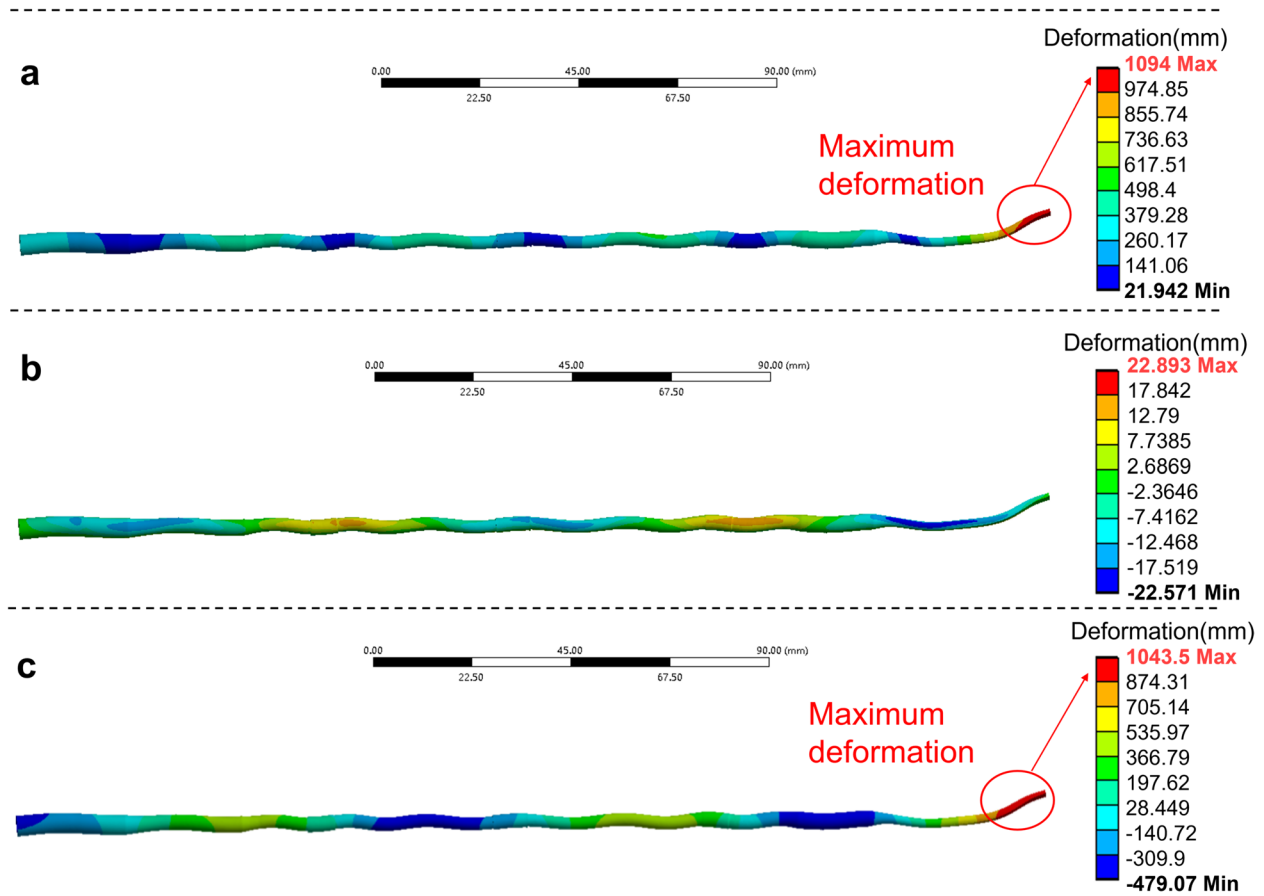 a
0.00 45.00 90.00 (mm)
22.50 67.50
Maximum
deformation
Deformation(mm)
1094 Max
974.85
855.74
736.63
617.51
498.4
379.28
260.17
141.06
21.942 Min
b
0.00 45.00 90.00 (mm)
22.50 67.50
Deformation(mm)
22.893 Max
17.842
12.79
7.7385
2.6869
-2.3646
-7.4162
-12.468
-17.519
-22.571 Min
c
0.00 45.00 90.00 (mm)
22.50 67.50
Maximum
deformation
Deformation(mm)
1043.5 Max
874.31
705.14
535.97
366.79
197.62
28.449
-140.72
-309.9
-479.07 Min